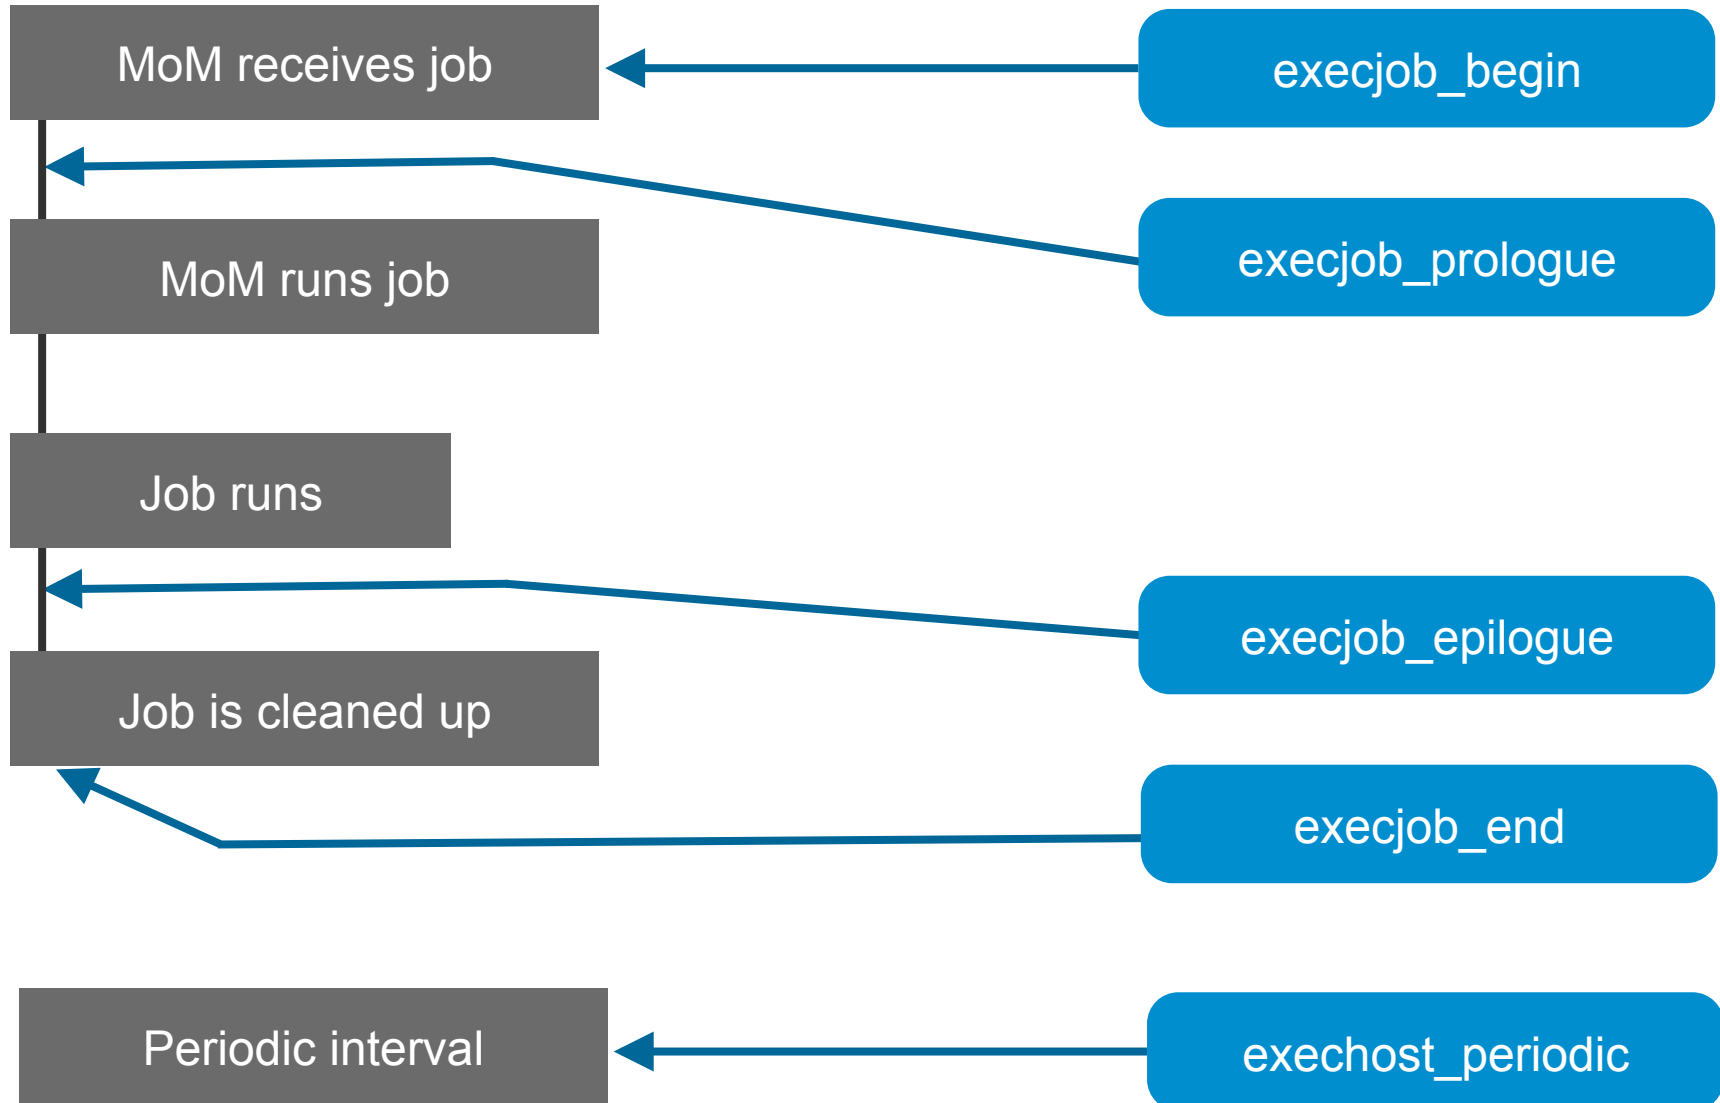 MoM receives job
execjob_begin
MoM runs job
execjob_prologue
Job runs
execjob_epilogue
Job is cleaned up
execjob_end
Periodic interval
exechost_periodic